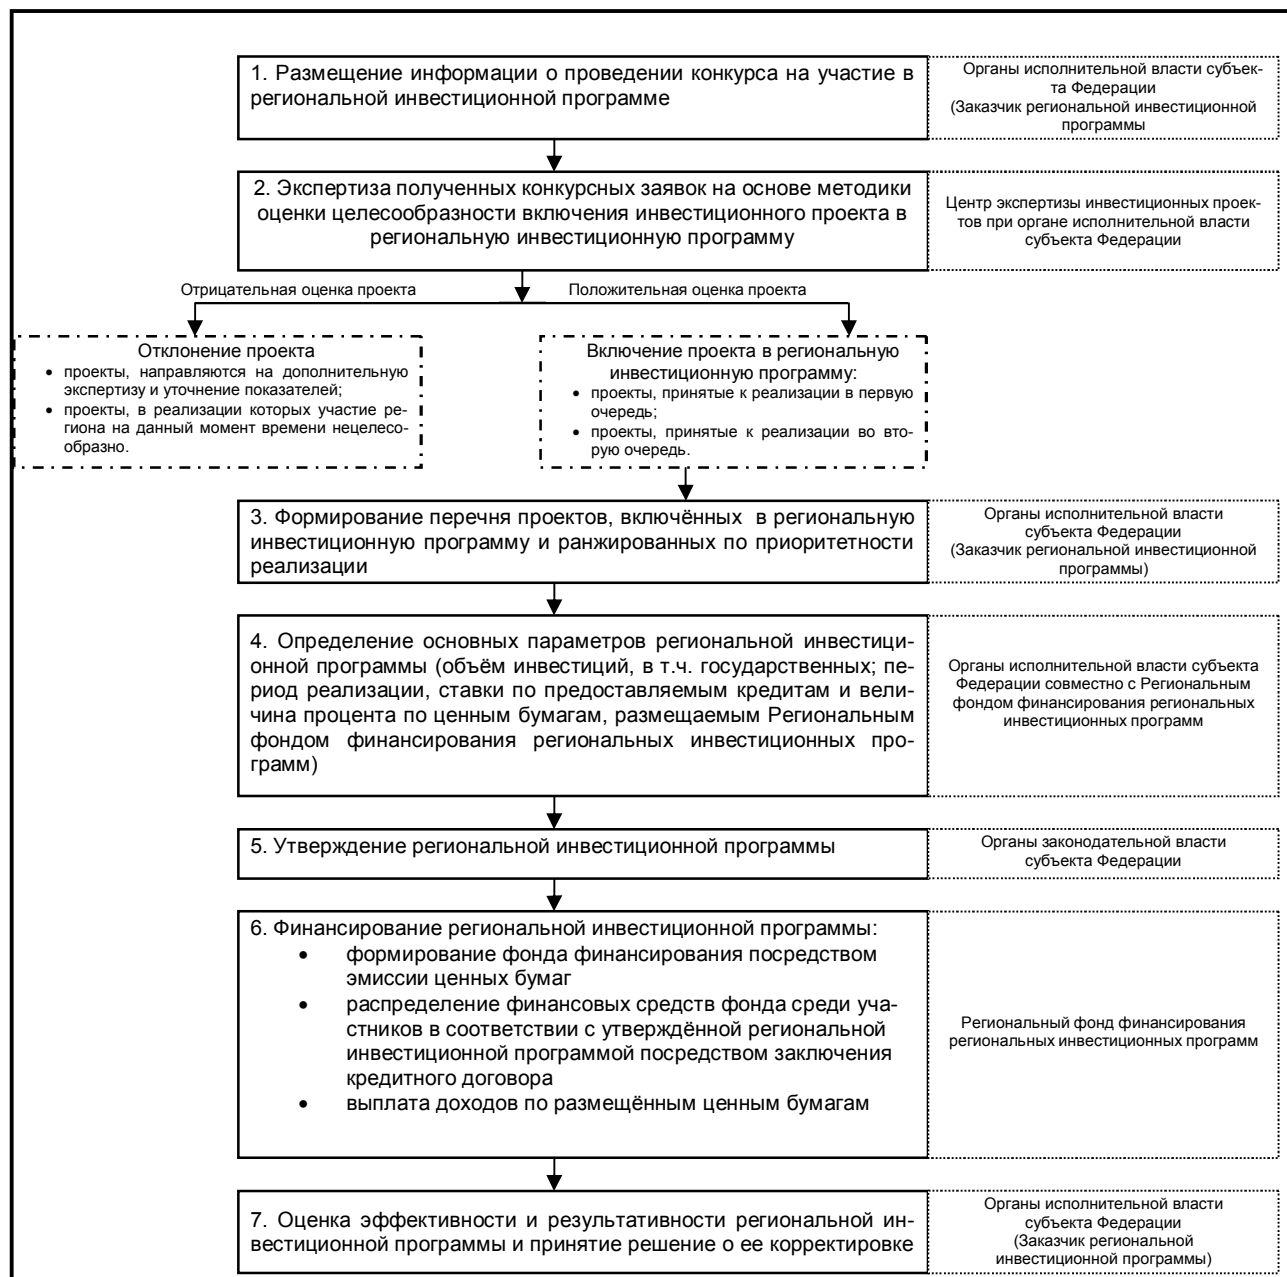 1. Размещение информации о проведении конкурса на участие в
региональной инвестиционной программе
Органы исполнительной власти субъек-
та Федерации
(Заказчик региональной инвестиционной
программы
2. Экспертиза полученных конкурсных заявок на основе методики
оценки целесообразности включения инвестиционного проекта в
региональную инвестиционную программу
Центр экспертизы инвестиционных проек-
тов при органе исполнительной власти
субъекта Федерации
Отрицательная оценка проекта
Положительная оценка проекта
Отклонение проекта
• проекты, направляются на дополнительную
экспертизу и уточнение показателей;
• проекты, в реализации которых участие ре-
гиона на данный момент времени нецелесо-
образно.
Включение проекта в региональную
инвестиционную программу:
• проекты, принятые к реализации в первую
очередь;
• проекты, принятые к реализации во вто-
рую очередь.
3. Формирование перечня проектов, включённых в региональную
инвестиционную программу и ранжированных по приоритетности
реализации
Органы исполнительной власти
субъекта Федерации
(Заказчик региональной инвестиционной
программы)
4. Определение основных параметров региональной инвестици-
онной программы (объём инвестиций, в т.ч. государственных; пе-
риод реализации, ставки по предоставляемым кредитам и вели-
чина процента по ценным бумагам, размещаемым Региональным
фондом финансирования региональных инвестиционных про-
грамм)
Органы исполнительной власти субъекта
Федерации совместно с Региональным
фондом финансирования региональных
инвестиционных программ
5. Утверждение региональной инвестиционной программы
Органы законодательной власти
субъекта Федерации
6. Финансирование региональной инвестиционной программы:
• формирование фонда финансирования посредством
эмиссии ценных бумаг
• распределение финансовых средств фонда среди уча-
стников в соответствии с утверждённой региональной
инвестиционной программой посредством заключения
кредитного договора
• выплата доходов по размещённым ценным бумагам
Региональный фонд финансирования
региональных инвестиционных программ
7. Оценка эффективности и результативности региональной ин-
вестиционной программы и принятие решение о ее корректировке
Органы исполнительной власти
субъекта Федерации
(Заказчик региональной
инвестиционной программы)